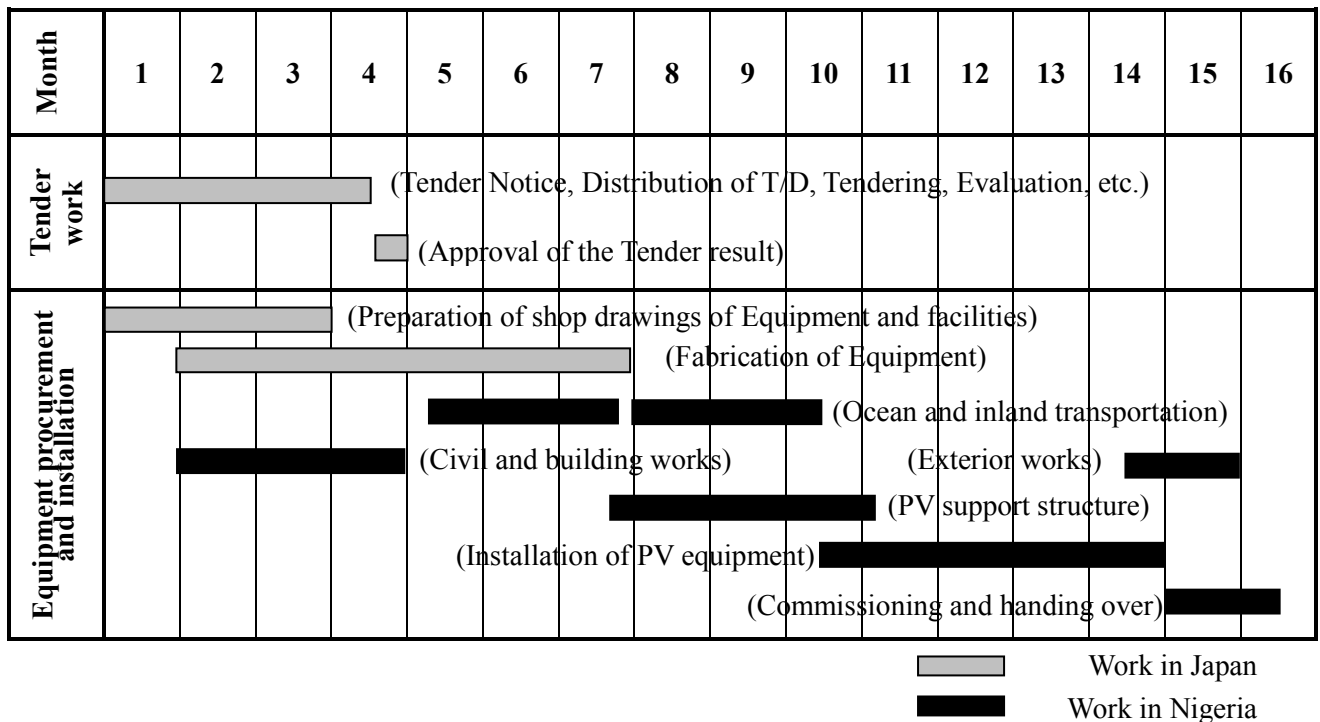 Month
1 2 3 4 5 6 7 8 9 10 11 12 13 14 15 16
Tender
work
(Tender Notice, Distribution of T/D, Tendering, Evaluation, etc.)
(Approval of the Tender result)
Equipment procurement
and installation
(Preparation of shop drawings of Equipment and facilities)
(Fabrication of Equipment)
(Ocean and inland transportation)
(Civil and building works)
(Exterior works)
(PV support structure)
(Installation of PV equipment)
(Commissioning and handing over)
Work in Japan
Work in Nigeria